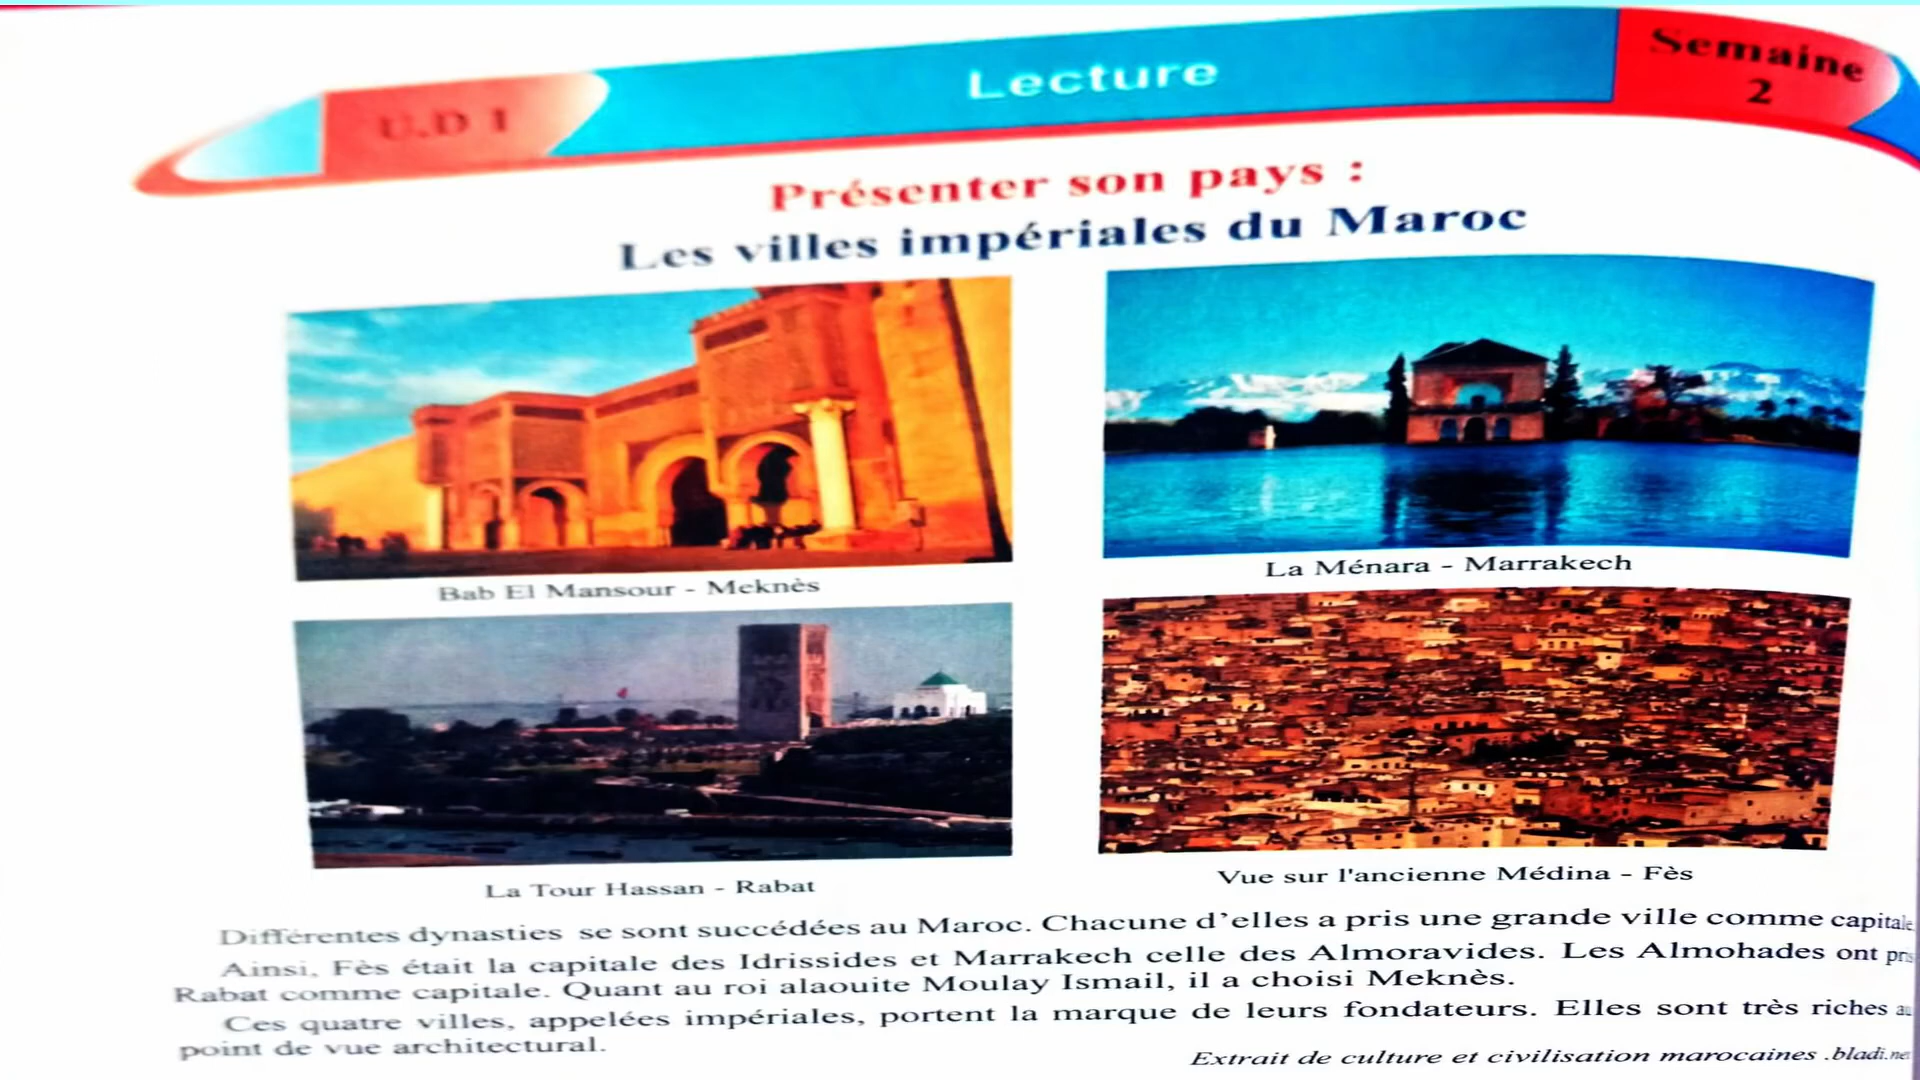 U.D 1
Lecture
Semaine
2
Présenter son pays :
Les villes impériales du Maroc
Bab El Mansour - Meknès
La Ménara - Marrakech
La Tour Hassan - Rabat
Vue sur l'ancienne Médina - Fès
Différentes dynasties se sont succédées au Maroc. Chacune d'elles a pris une grande ville comme capitale
Ainsi, Fès était la capitale des Idrissides et Marrakech celle des Almoravides. Les Almohades ont pris
Rabat comme capitale. Quant au roi alaouite Moulay Ismail, il a choisi Meknès.
Ces quatre villes, appelées impériales, portent la marque de leurs fondateurs. Elles sont très riches au
point de vue architectural.
Extrait de culture et civilisation marocaines .bladi.net